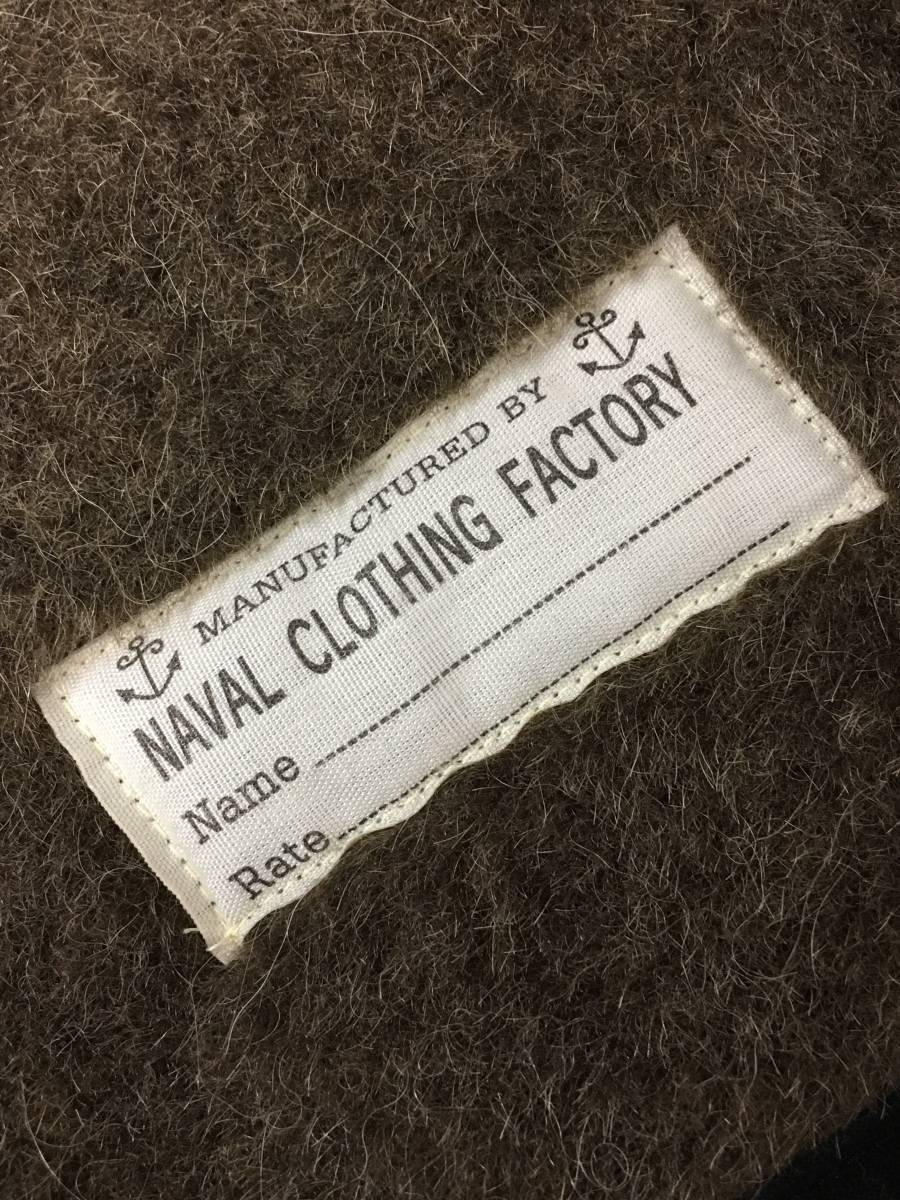 MANUFACTURED BY
NAVAL CLOTHING FACTORY
Name
Rate